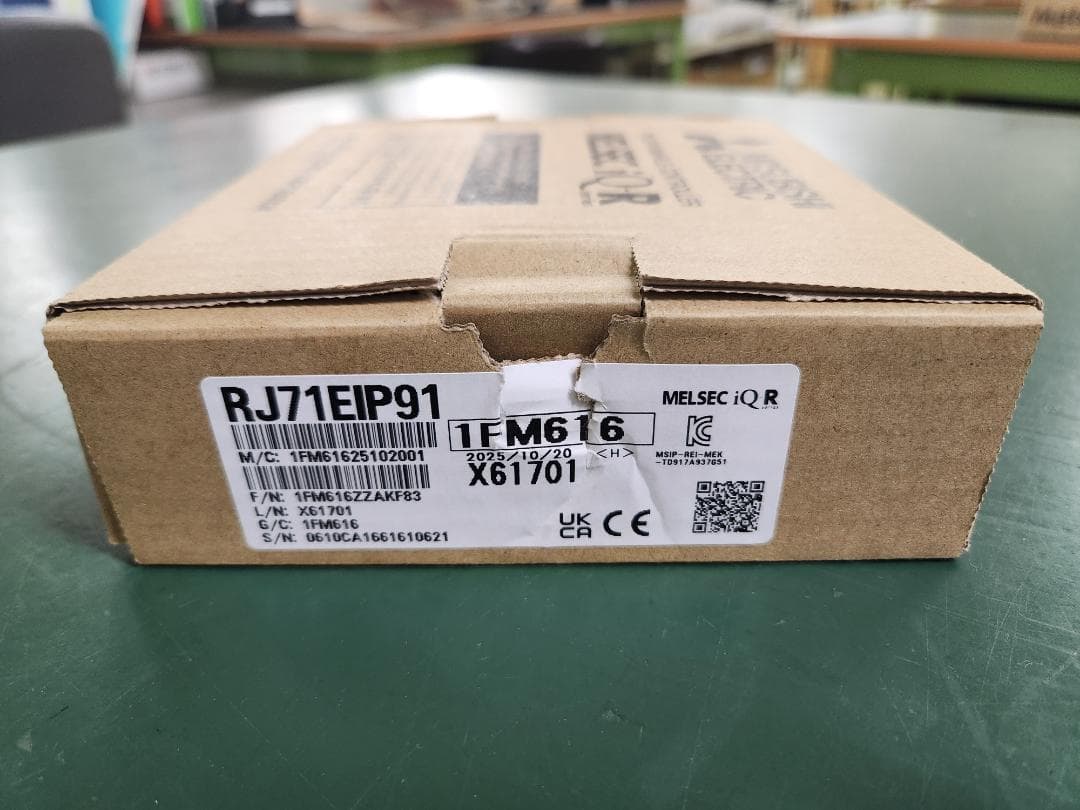 MELSEC iQ R
RJ71EIP91
M/C: 1FM61625102001
F/N: 1FM616ZZAKF83
L/N: X61701
G/C: 1FM616
S/N: 0610CA1661610621
1FM616
2025/10/20 <H>
X61701
UK
CA CE
MELSEC iQ R
MSIP-REI-MEK
-TD917A937G51